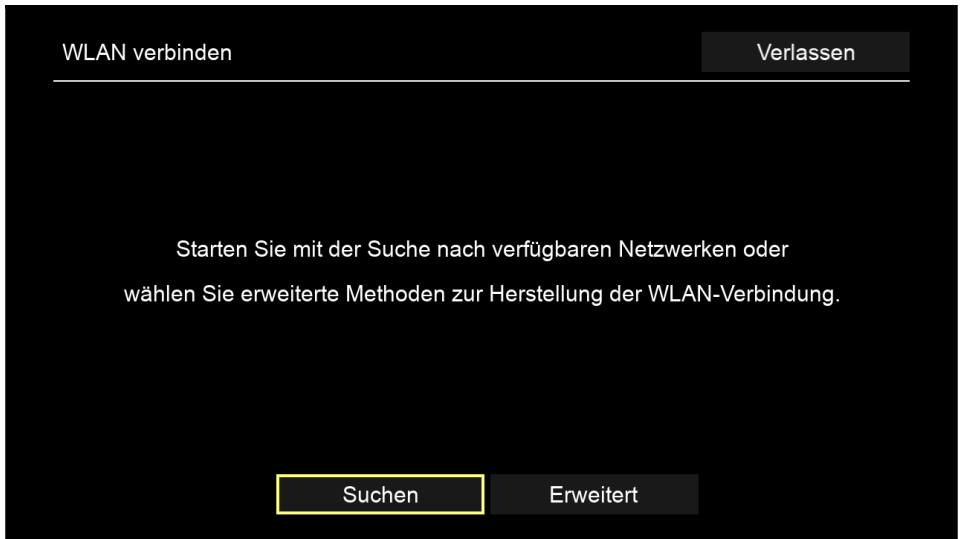 WLAN verbinden
Verlassen
Starten Sie mit der Suche nach verfügbaren Netzwerken oder
wählen Sie erweiterte Methoden zur Herstellung der WLAN-Verbindung.
Suchen
Erweitert